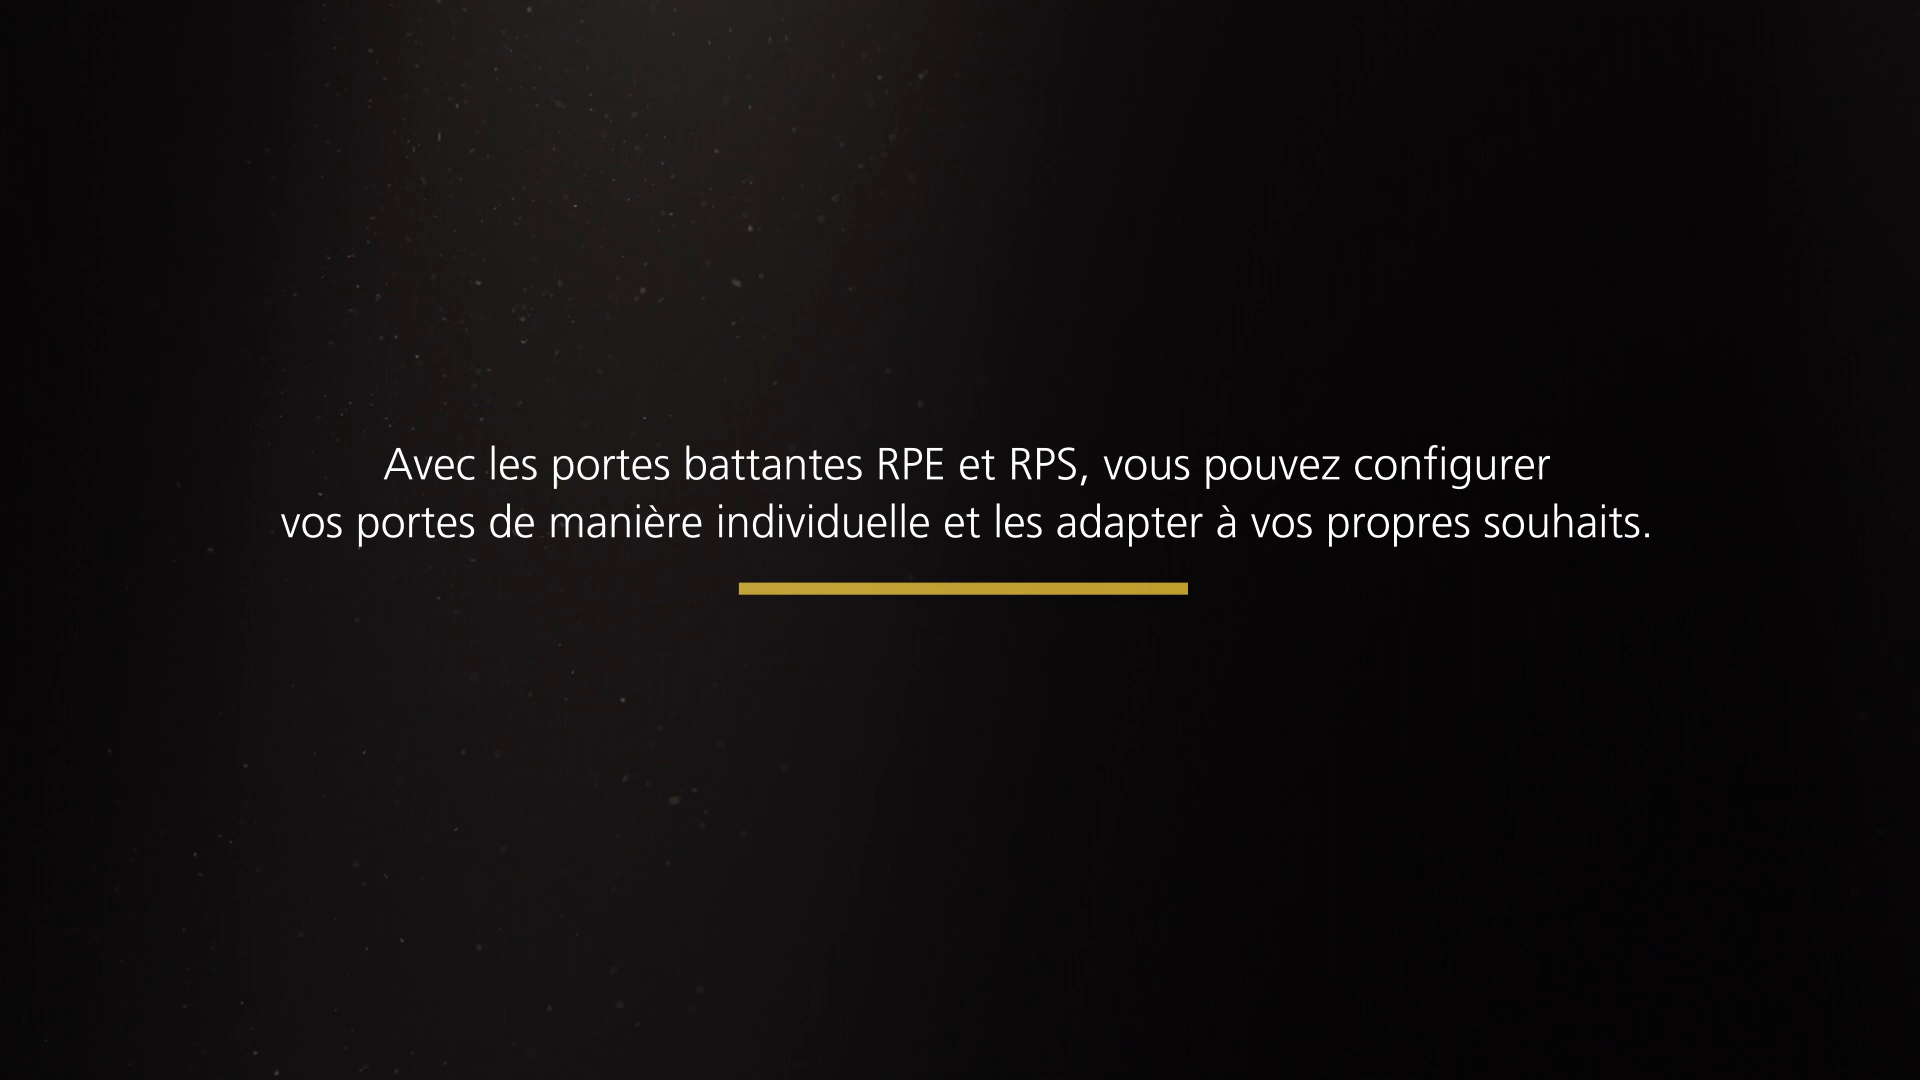 Avec les portes battantes RPE et RPS, vous pouvez configurer
vos portes de manière individuelle et les adapter à vos propres souhaits.